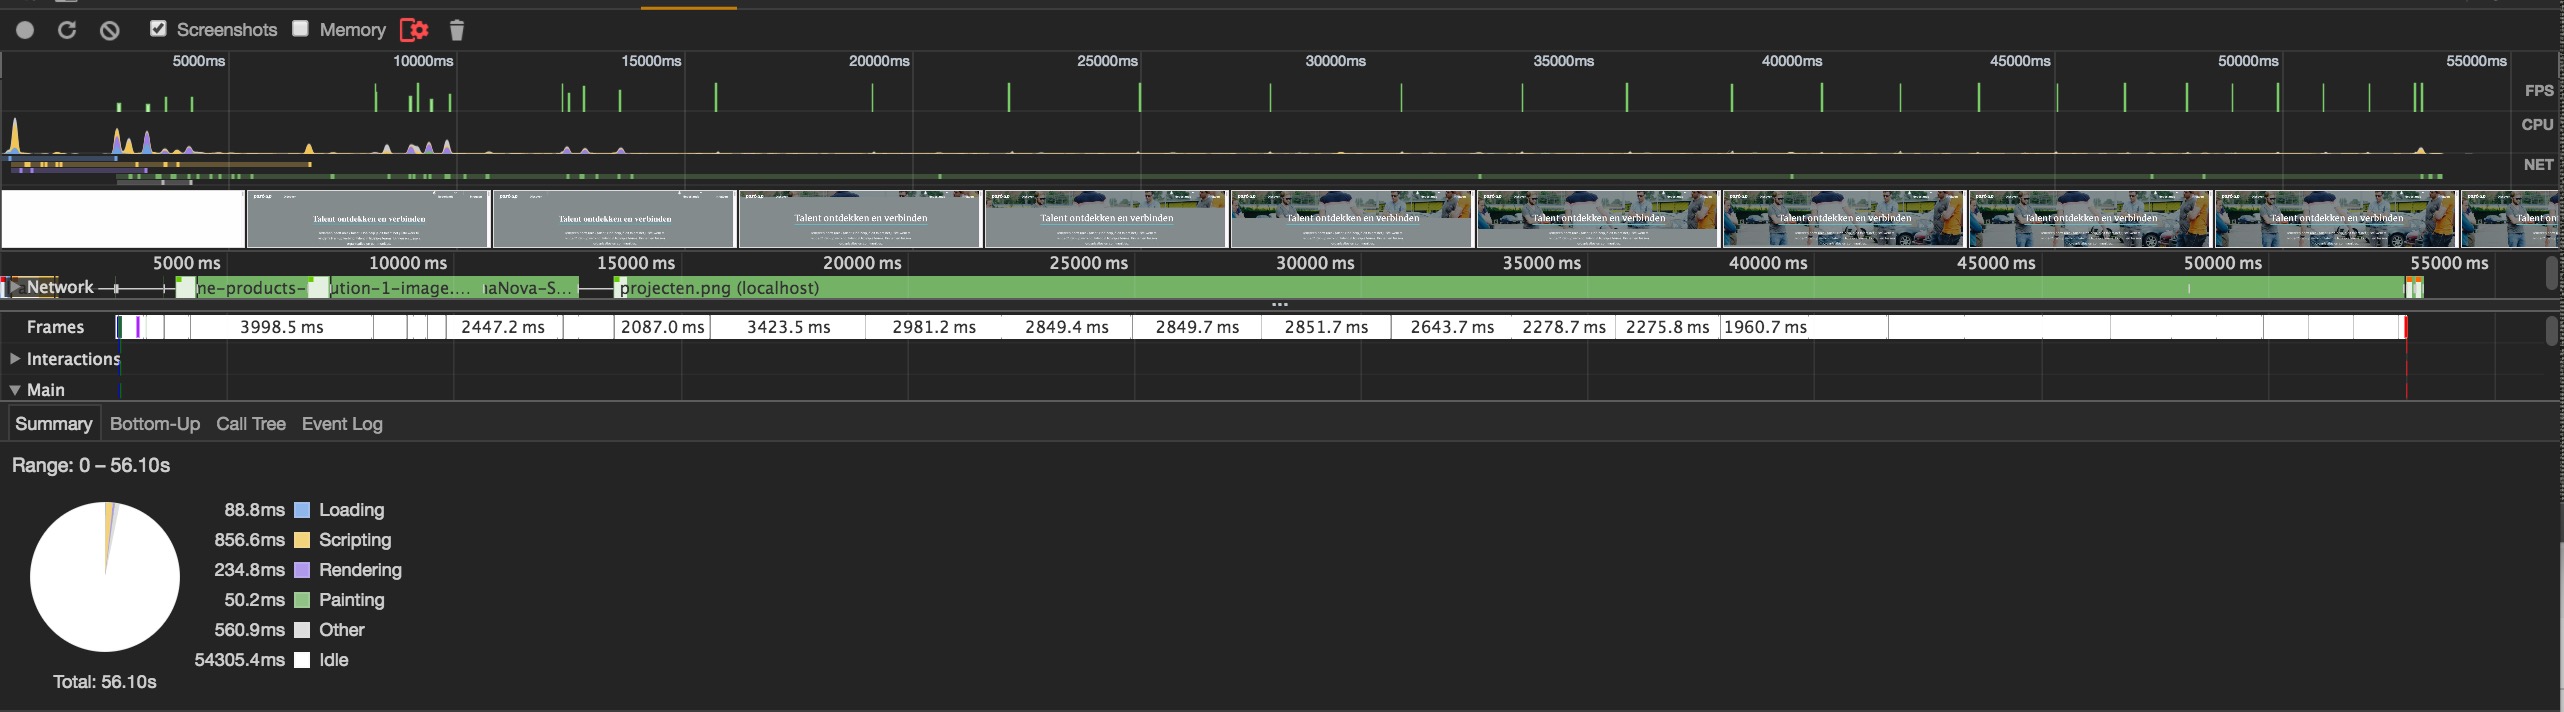 Screenshots Memory
5000ms 10000ms 15000ms 20000ms 25000ms 30000ms 35000ms 40000ms 45000ms 50000ms 55000ms
FPS
CPU
NET
Talent ontdekken en verbinden Talent ontdekken en verbinden Talent ontdekken en verbinden Talent ontdekken en verbinden Talent ontdekken en verbinden Talent ontdekken en verbinden Talent ontdekken en verbinden Talent ontdekken en verbinden Talent ontdekken en verbinden Talent ontdekken en
5000 ms 10000 ms 15000 ms 20000 ms 25000 ms 30000 ms 35000 ms 40000 ms 45000 ms 50000 ms 55000 ms
Network ne-products- ution-1-image.... iaNova-S... projecten.png (localhost)
Frames 3998.5 ms 2447.2 ms 2087.0 ms 3423.5 ms 2981.2 ms 2849.4 ms 2849.7 ms 2851.7 ms 2643.7 ms 2278.7 ms 2275.8 ms 1960.7 ms
Interactions
Main
Summary Bottom-Up Call Tree Event Log
Range: 0 – 56.10s
88.8ms Loading
856.6ms Scripting
234.8ms Rendering
50.2ms Painting
560.9ms Other
54305.4ms Idle
Total: 56.10s